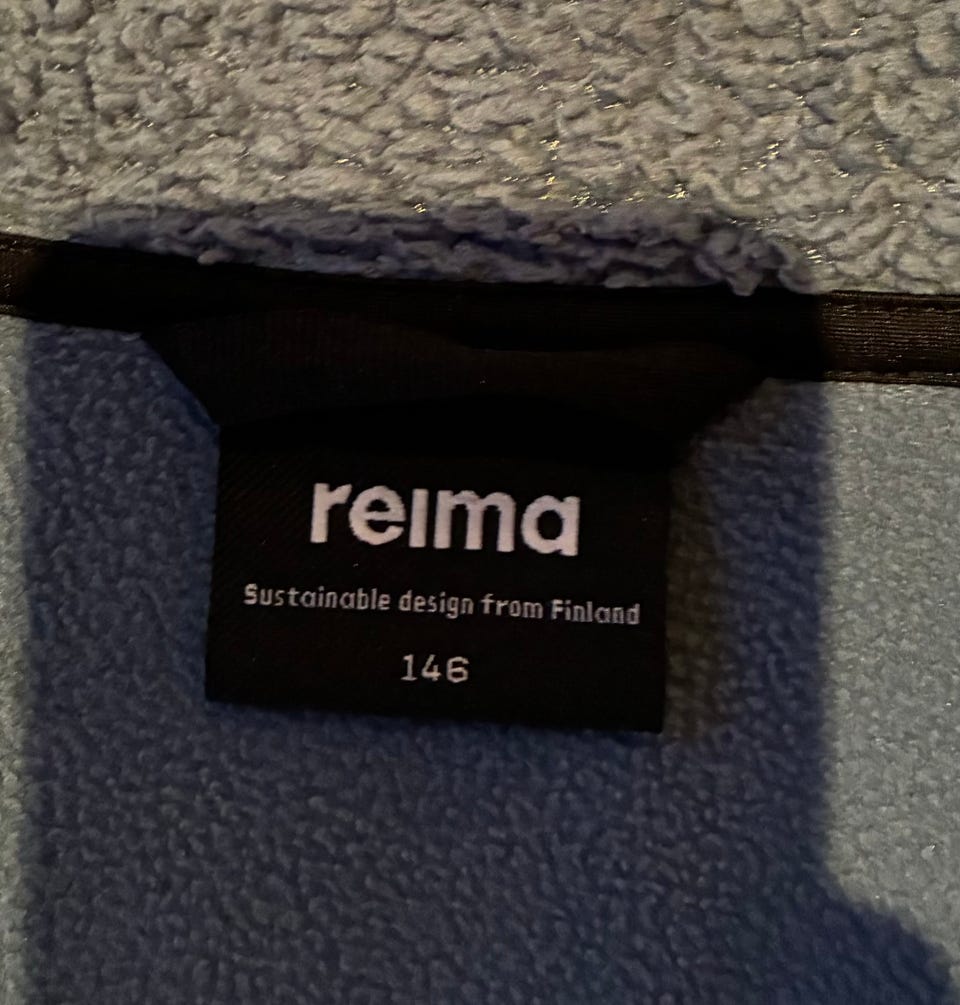 reima
Sustainable design from Finland
146